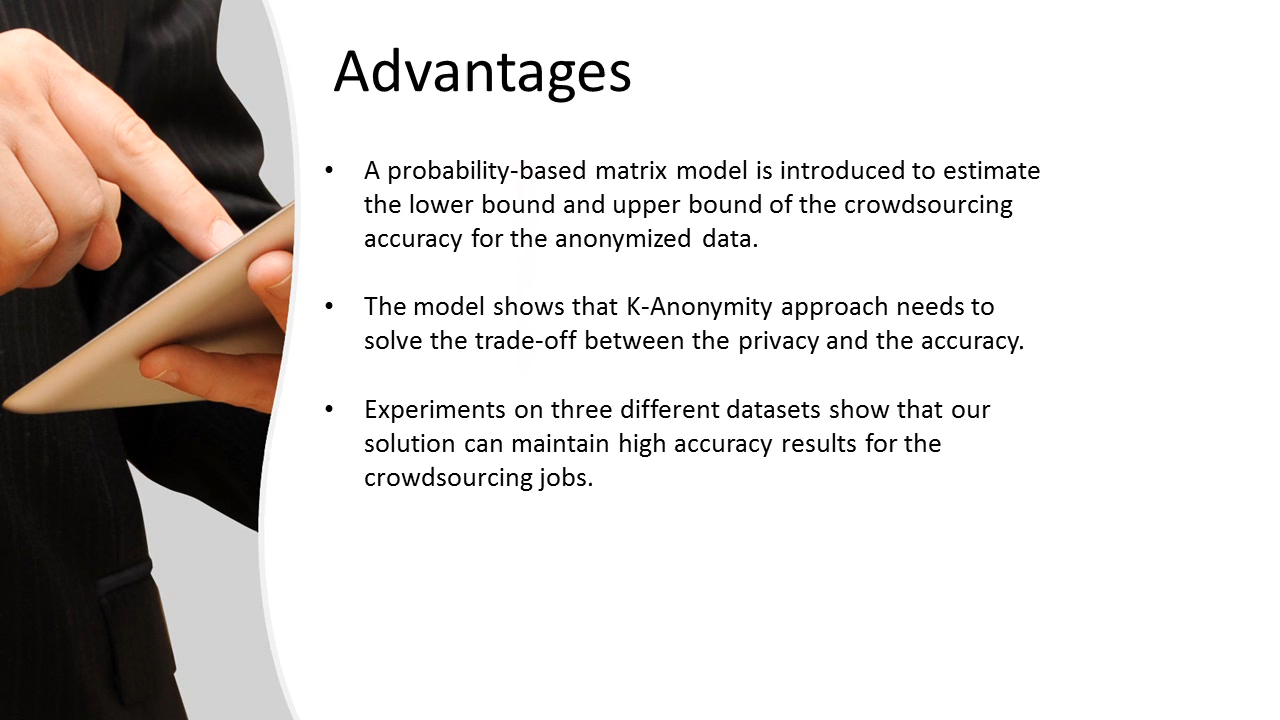 Advantages
• A probability-based matrix model is introduced to estimate
the lower bound and upper bound of the crowdsourcing
accuracy for the anonymized data.
• The model shows that K-Anonymity approach needs to
solve the trade-off between the privacy and the accuracy.
• Experiments on three different datasets show that our
solution can maintain high accuracy results for the
crowdsourcing jobs.